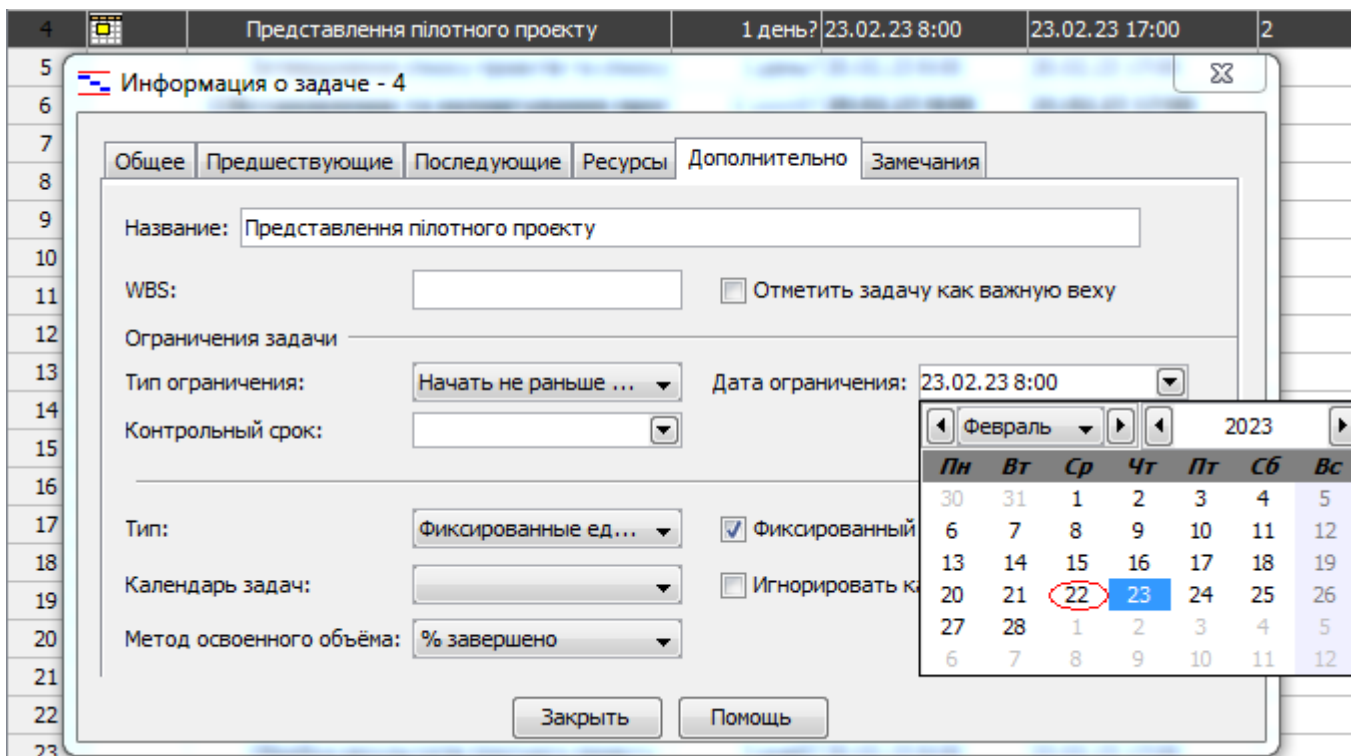 4 Представлення пілотного проєкту 1 день? 23.02.23 8:00 23.02.23 17:00 2
5
Информация о задаче - 4
6
7
Общее Предшествующие Последующие Ресурсы Дополнительно Замечания
8
9
Название: Представлення пілотного проєкту
10
11
WBS: Отметить задачу как важную веху
12
Ограничения задачи
13
Тип ограничения: Начать не раньше ... Дата ограничения: 23.02.23 8:00
14
Контрольный срок: Февраль 2023
15
Пн Вт Ср Чт Пт Сб Вс
16
30 31 1 2 3 4 5
17
Тип: Фиксированные ед... Фиксированный 6 7 8 9 10 11 12
18
13 14 15 16 17 18 19
Календарь задач: Игнорировать
19
20 21 22 23 24 25 26
20
Метод освоенного объёма: % завершено 27 28 1 2 3 4 5
21
6 7 8 9 10 11 12
22
Закрыть Помощь
23